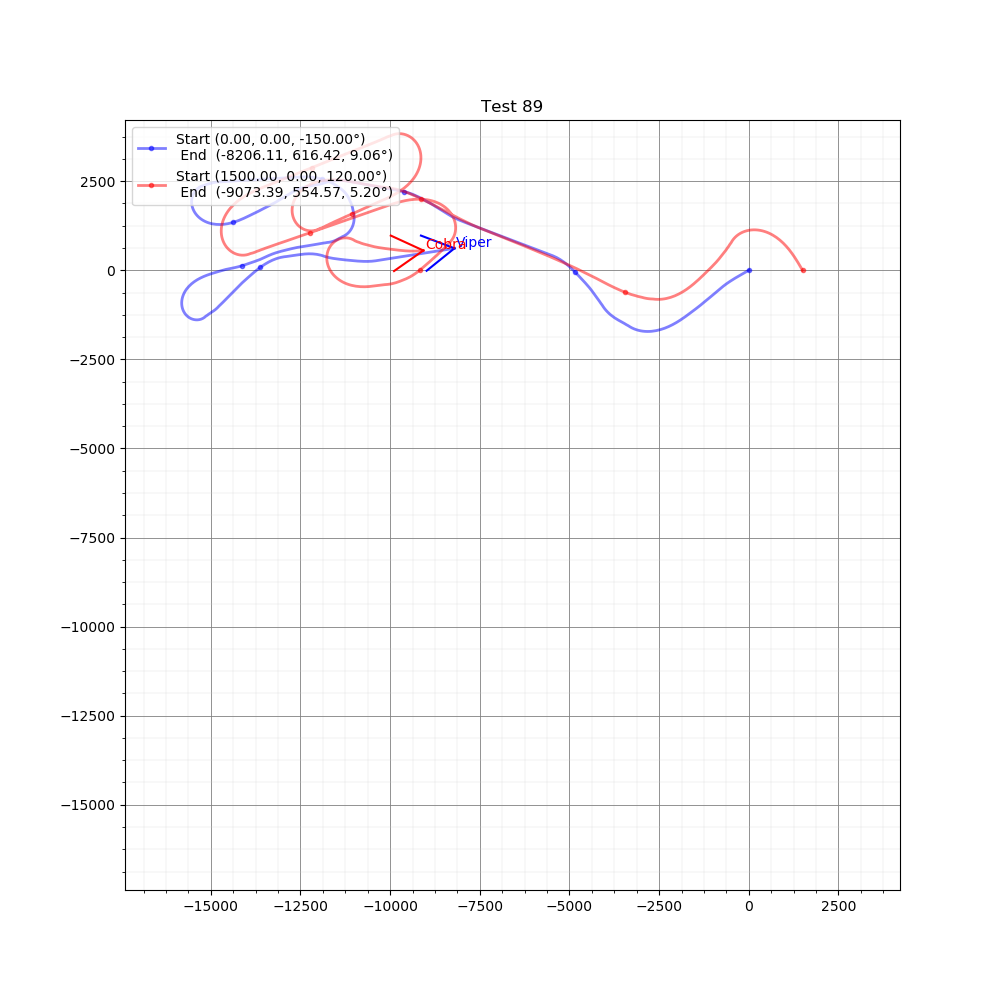 Test 89
Start (0.00, 0.00, -150.00°)
End (-8206.11, 616.42, 9.06°)
Start (1500.00, 0.00, 120.00°)
End (-9073.39, 554.57, 5.20°)
Cobra
Viper
2500
0
−2500
−5000
−7500
−10000
−12500
−15000
−15000 −12500 −10000 −7500 −5000 −2500 0 2500